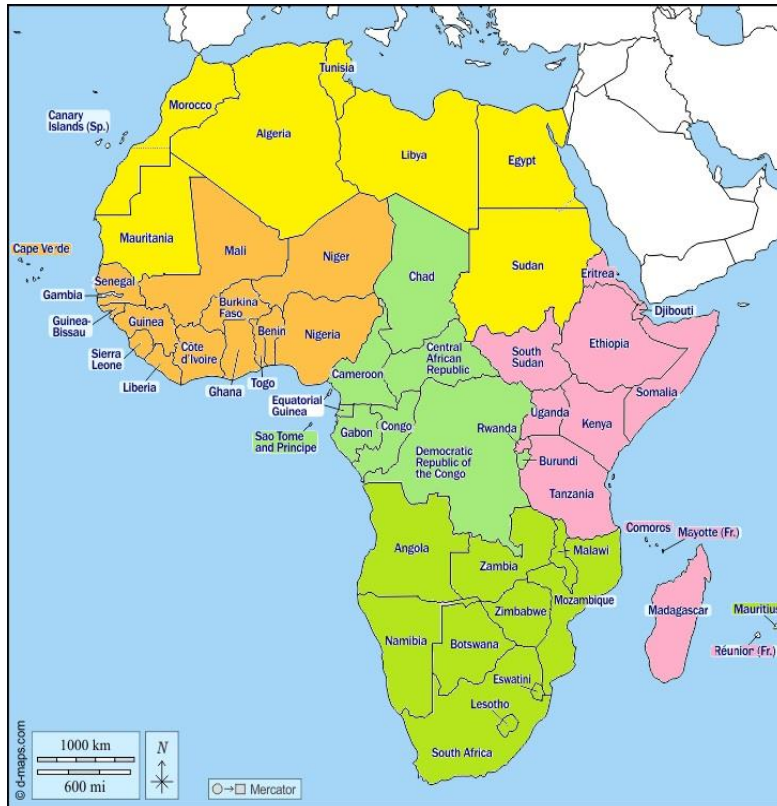 Tunisia
Morocco
Canary
Islands (Sp.)
Algeria
Libya
Egypt
Mauritania
Cape Verde
Mali
Niger
Chad
Sudan
Eritrea
Senegal
Gambia
Guinea-
Bissau
Guinea
Sierra
Leone
Liberia
Côte
d'Ivoire
Burkina
Faso
Ghana
Togo
Benin
Nigeria
Djibouti
Ethiopia
South
Sudan
Somalia
Central
African
Republic
Cameroon
Equatorial
Guinea
Sao Tome
and Principe
Gabon
Congo
Democratic
Republic of
the Congo
Rwanda
Burundi
Uganda
Kenya
Tanzania
Comoros
Mayotte (Fr.)
Angola
Zambia
Malawi
Mozambique
Zimbabwe
Madagascar
Mauritius
Réunion (Fr.)
Namibia
Botswana
Eswatini
Lesotho
South Africa
1000 km
600 mi
N
Mercator
© d-maps.com